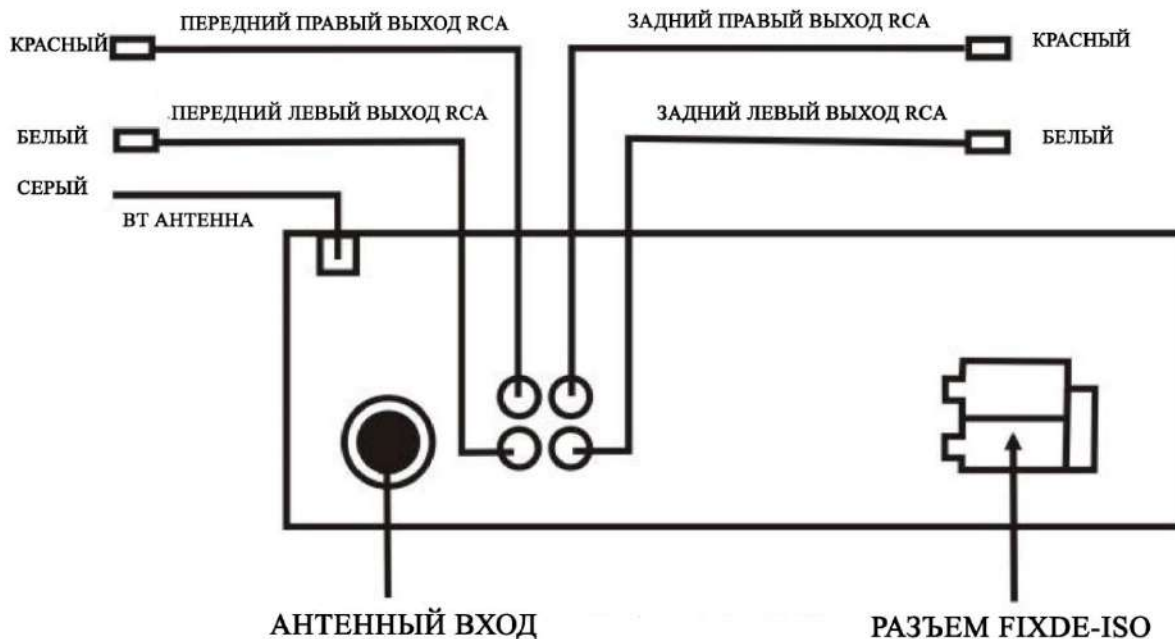 ПЕРЕДНИЙ ПРАВЫЙ ВЫХОД RCA
ЗАДНИЙ ПРАВЫЙ ВЫХОД RCA
КРАСНЫЙ
КРАСНЫЙ
.ПЕРЕДНИЙ ЛЕВЫЙ ВЫХОД RCA
ЗАДНИЙ ЛЕВЫЙ ВЫХОД RCA
БЕЛЫЙ
БЕЛЫЙ
СЕРЫЙ
ВТ АНТЕННА
АНТЕННЫЙ ВХОД
РАЗЪЕМ FIXDE-ISO